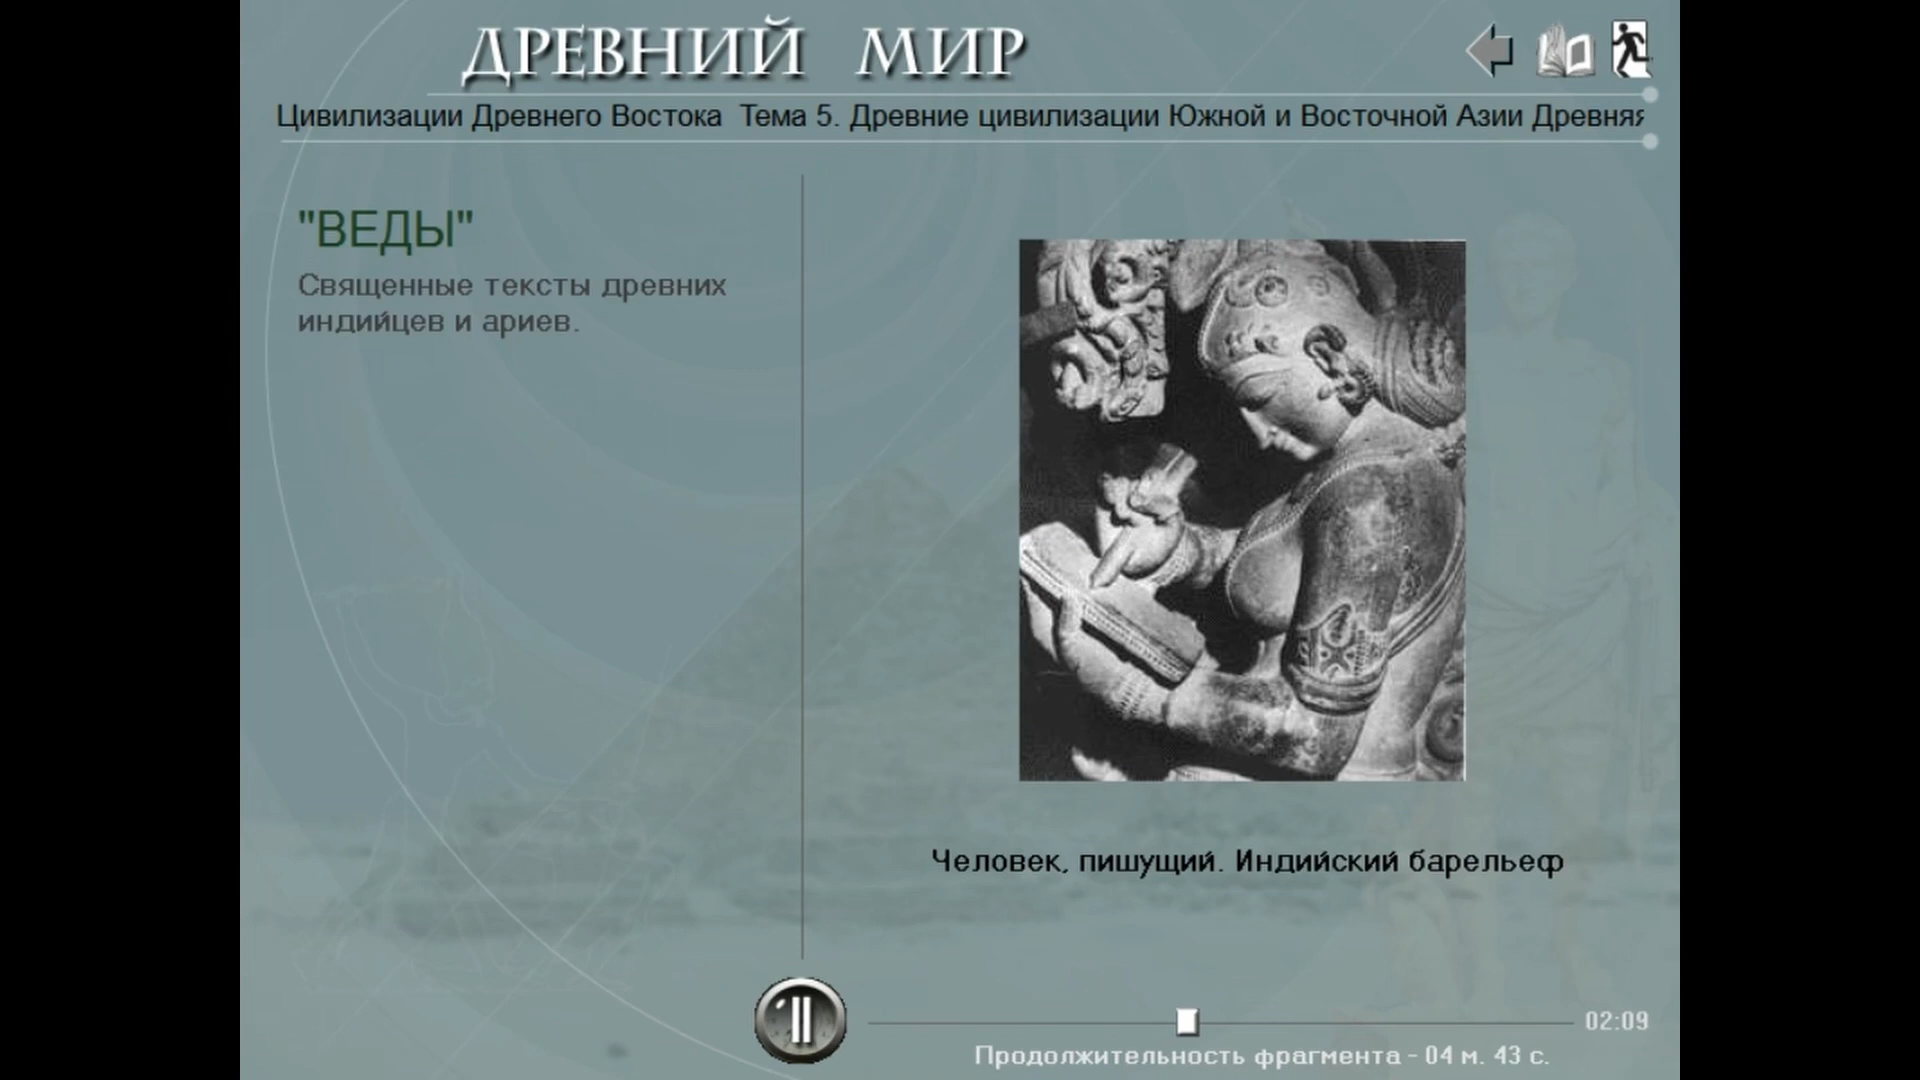 ДРЕВНИЙ МИР
Цивилизации Древнего Востока Тема 5. Древние цивилизации Южной и Восточной Азии Древняя
"ВЕДЫ"
Священные тексты древних
индийцев и ариев.
Человек, пишущий. Индийский барельеф
02:09
Продолжительность фрагмента - 04 м. 43 с.